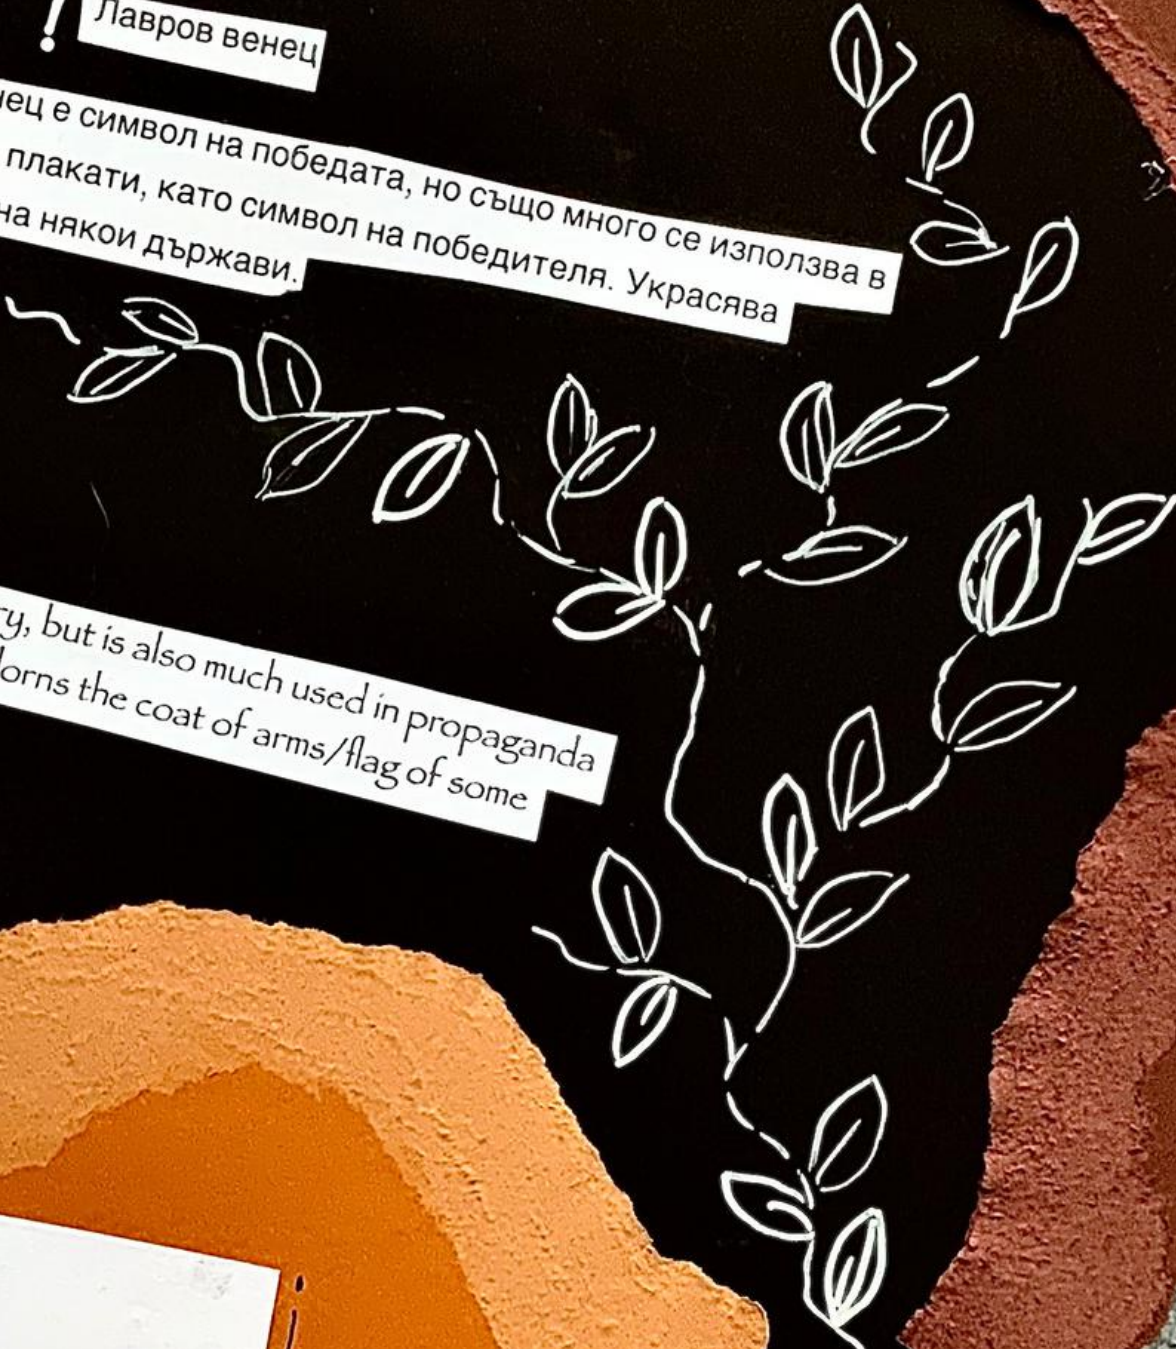 ! Лавров венец
нец е символ на победата, но също много се използва в
плакати, като символ на победителя. Украсява
на някои държави.
ry, but is also much used in propaganda
dorns the coat of arms/flag of some